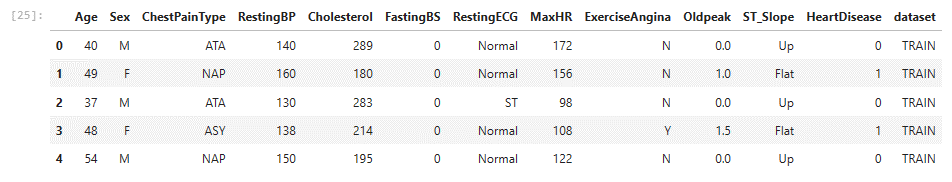 [25]: Age Sex ChestPainType RestingBP Cholesterol FastingBS RestingECG MaxHR ExerciseAngina Oldpeak ST_Slope HeartDisease dataset
0 40 M ATA 140 289 0 Normal 172 N 0.0 Up 0 TRAIN
1 49 F NAP 160 180 0 Normal 156 N 1.0 Flat 1 TRAIN
2 37 M ATA 130 283 0 ST 98 N 0.0 Up 0 TRAIN
3 48 F ASY 138 214 0 Normal 108 Y 1.5 Flat 1 TRAIN
4 54 M NAP 150 195 0 Normal 122 N 0.0 Up 0 TRAIN